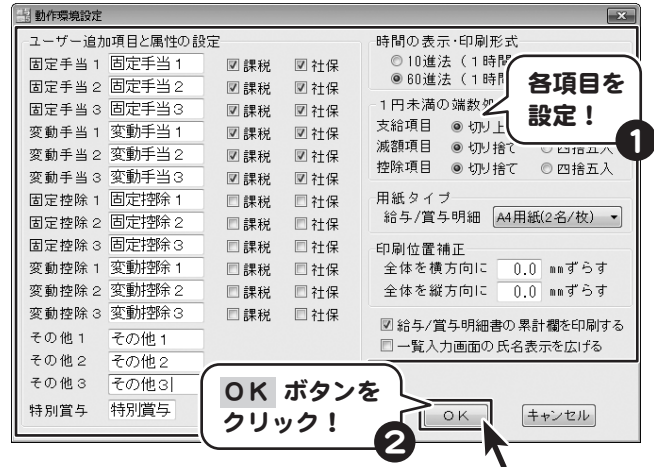 動作環境設定
ユーザー追加項目と属性の設定
固定手当1 固定手当1 課税 社保
固定手当2 固定手当2 課税 社保
固定手当3 固定手当3 課税 社保
変動手当1 変動手当1 課税 社保
変動手当2 変動手当2 課税 社保
変動手当3 変動手当3 課税 社保
固定控除1 固定控除1 課税 社保
固定控除2 固定控除2 課税 社保
固定控除3 固定控除3 課税 社保
変動控除1 変動控除1 課税 社保
変動控除2 変動控除2 課税 社保
変動控除3 変動控除3 課税 社保
その他1 その他1
その他2 その他2
その他3 その他3
特別賞与 特別賞与
時間の表示・印刷形式
10進法（1時
60進法（1時
1円未満の端数処
支給項目 切り上
減額項目 切り捨て 四捨五入
控除項目 切り捨て 四捨五入
用紙タイプ
給与/賞与明細 A4用紙(2名/枚)
印刷位置補正
全体を横方向に 0.0 mmずらす
全体を縦方向に 0.0 mmずらす
給与/賞与明細書の累計欄を印刷する
一覧入力画面の氏名表示を広げる
OK キャンセル
各項目を
設定！
1
OK ボタンを
クリック！
2